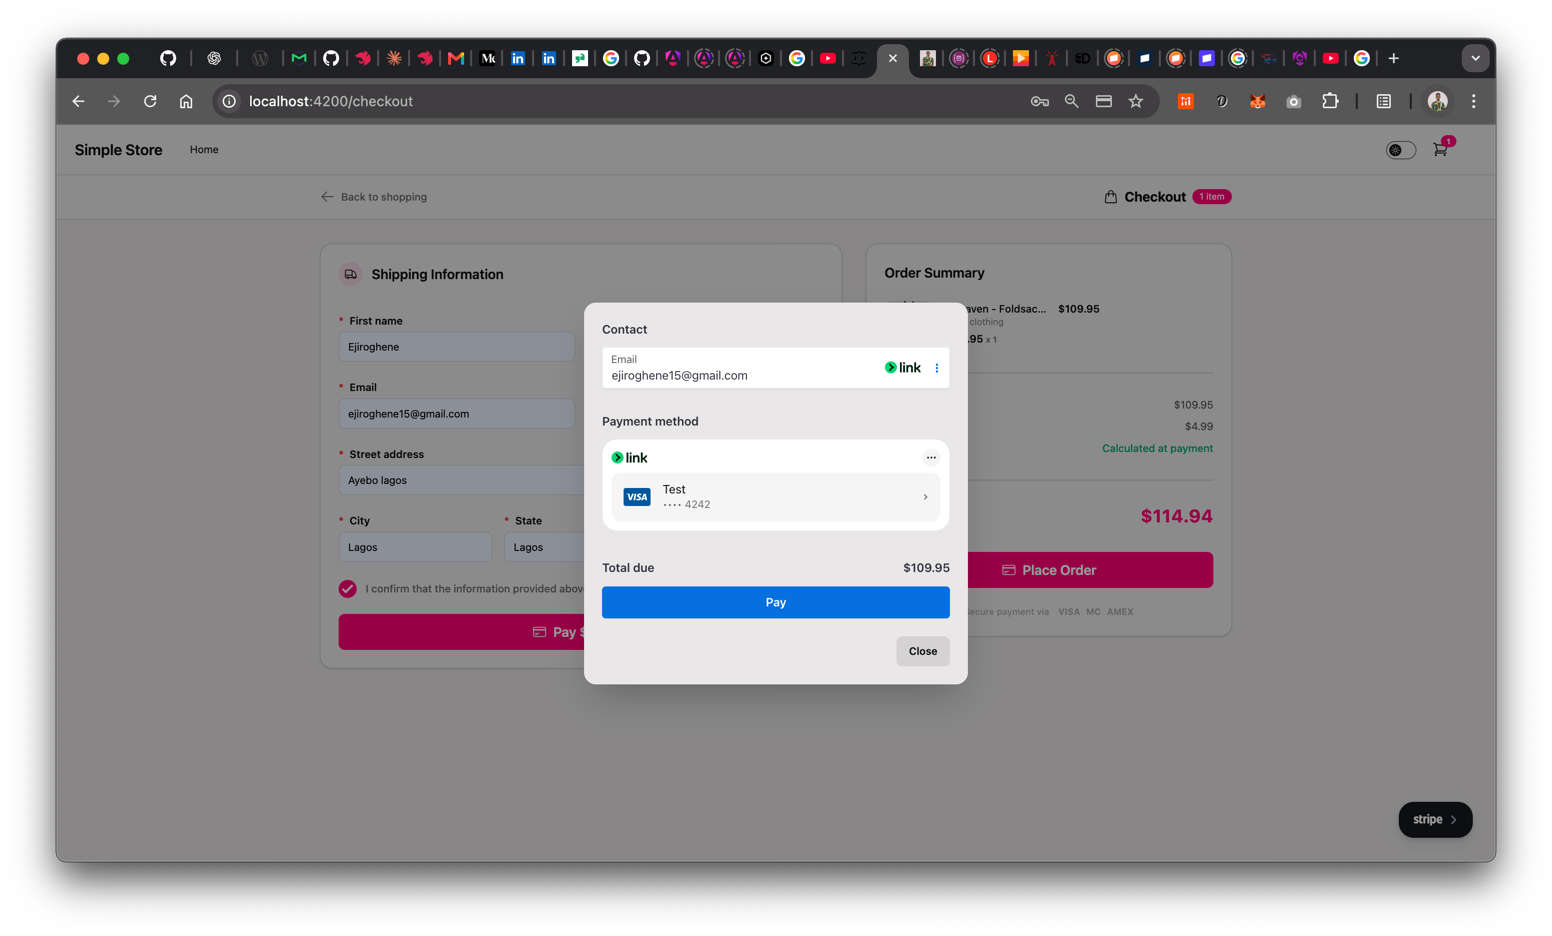 localhost:4200/checkout
Simple Store
Home
1
Back to shopping
Checkout
1 item
Shipping Information
* First name
Ejiroghene
* Email
ejiroghene15@gmail.com
* Street address
Ayebo lagos
* City
* State
Lagos
Lagos
I confirm that the information provided above
Pay
Contact
Email
ejiroghene15@gmail.com
link
Payment method
link
VISA
Test
•••• 4242
Total due
$109.95
Pay
Close
Order Summary
aven - Foldsac...
$109.95
clothing
.95 x 1
$109.95
$4.99
Calculated at payment
$114.94
Place Order
ecure payment via VISA MC AMEX
stripe